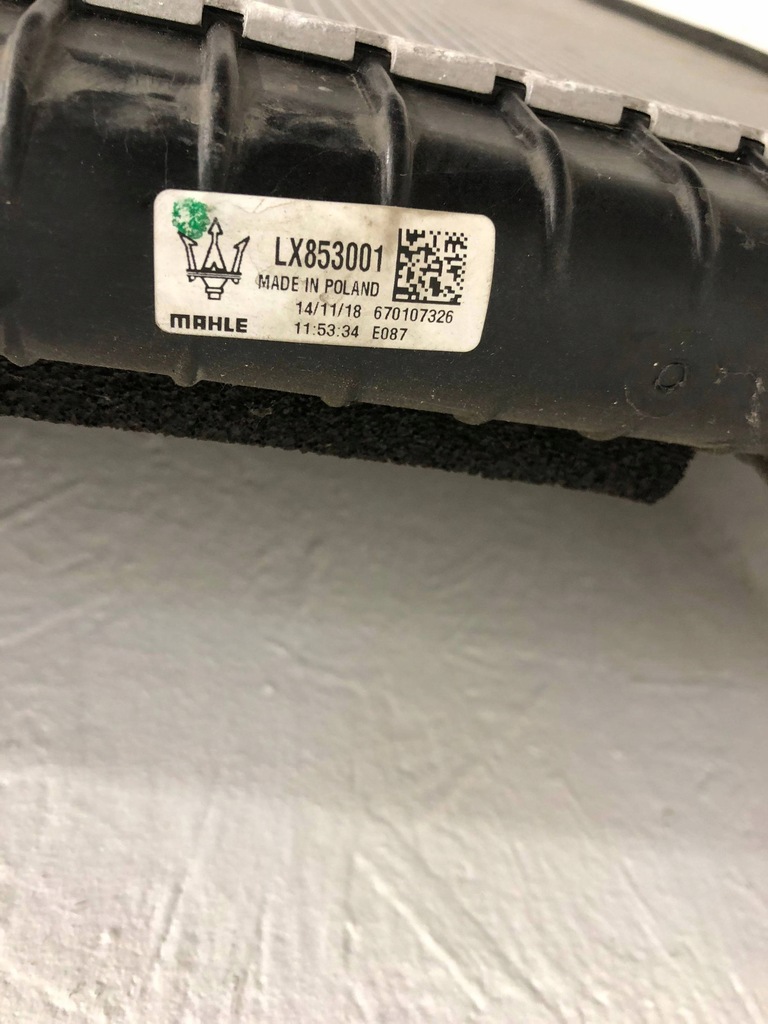 LX853001
MADE IN POLAND
14/11/18 670107326
11:53:34 E087
MAHLE